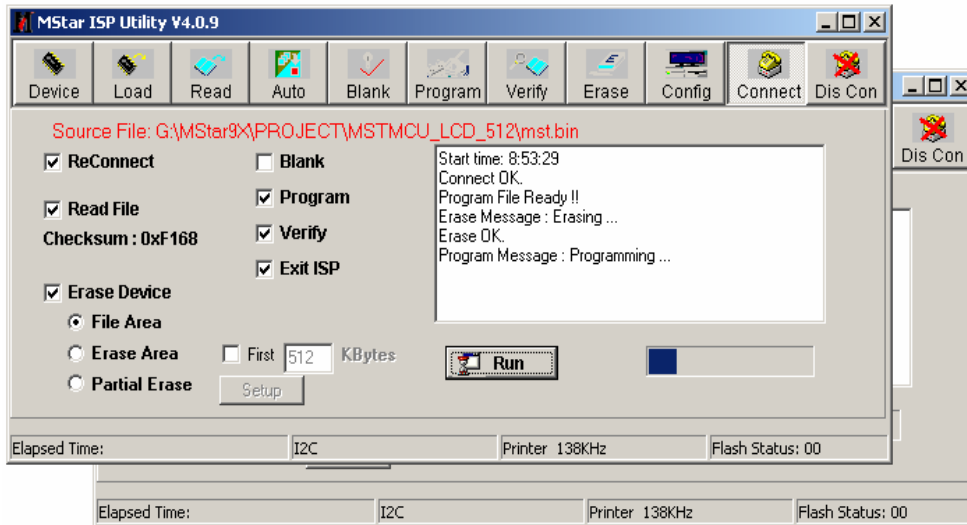 MStar ISP Utility V4.0.9
Device Load Read Auto Blank Program Verify Erase Config Connect Dis Con
Dis Con
Source File: G:\MStar9X\PROJECT\MSTMCU_LCD_512\mst.bin
ReConnect
Read File
Checksum : 0xF168
Erase Device
File Area
Erase Area
Partial Erase
Blank
Program
Verify
Exit ISP
First 512 KBytes
Setup
Start time: 8:53:29
Connect OK.
Program File Ready !!
Erase Message : Erasing ...
Erase OK.
Program Message : Programming ...
Run
Elapsed Time: I2C Printer 138KHz Flash Status: 00
Elapsed Time: I2C Printer 138KHz Flash Status: 00